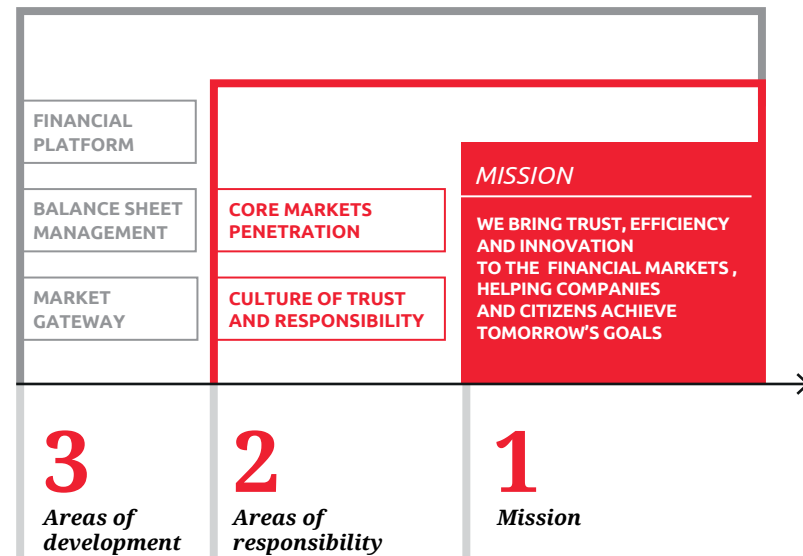 FINANCIAL
PLATFORM
BALANCE SHEET
MANAGEMENT
MARKET
GATEWAY
CORE MARKETS
PENETRATION
CULTURE OF TRUST
AND RESPONSIBILITY
MISSION
WE BRING TRUST, EFFICIENCY
AND INNOVATION
TO THE FINANCIAL MARKETS ,
HELPING COMPANIES
AND CITIZENS ACHIEVE
TOMORROW'S GOALS
3
Areas of
development
2
Areas of
responsibility
1
Mission